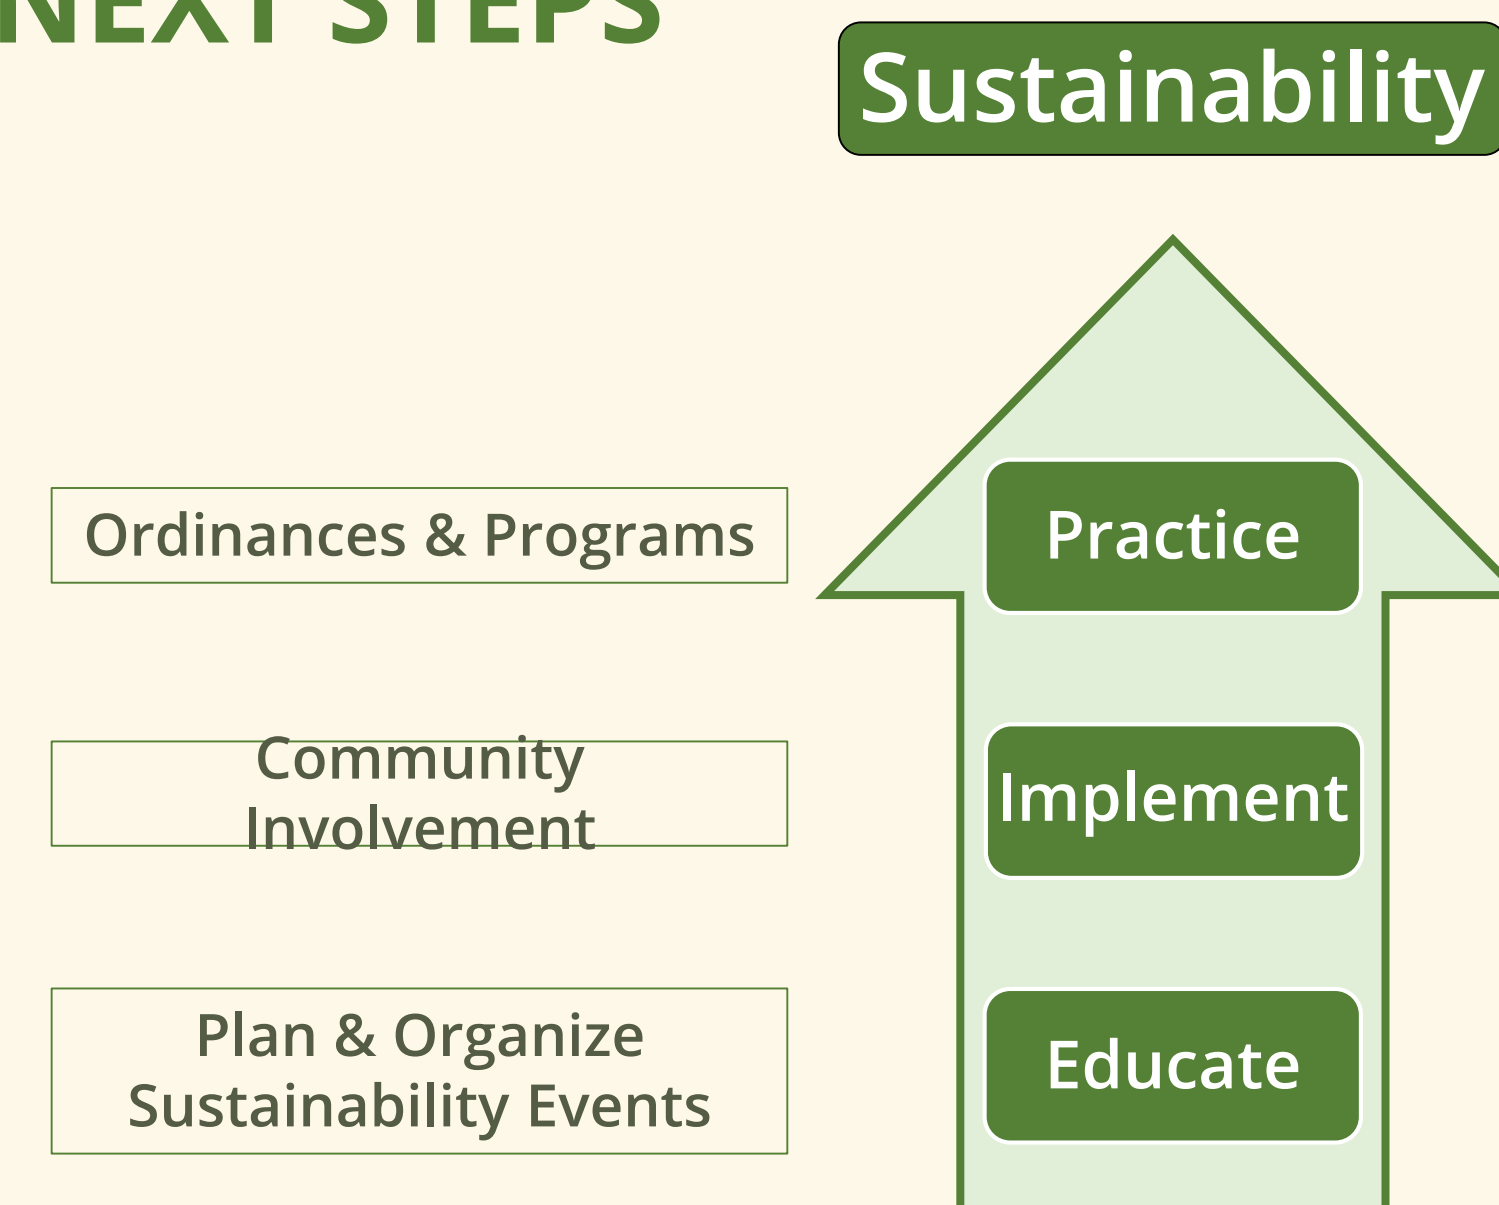 NEXT STEPS
Sustainability
Ordinances & Programs
Practice
Community
Involvement
Implement
Plan & Organize
Sustainability Events
Educate